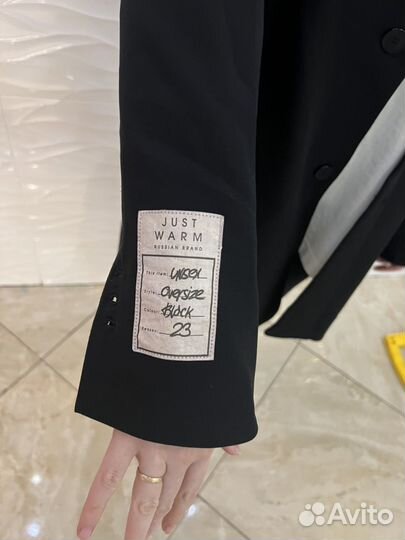 JUST
WARM
RUSSIAN BRAND
This item: unisex
Style: Oversize
Colour: Black
Season: 23
Avito